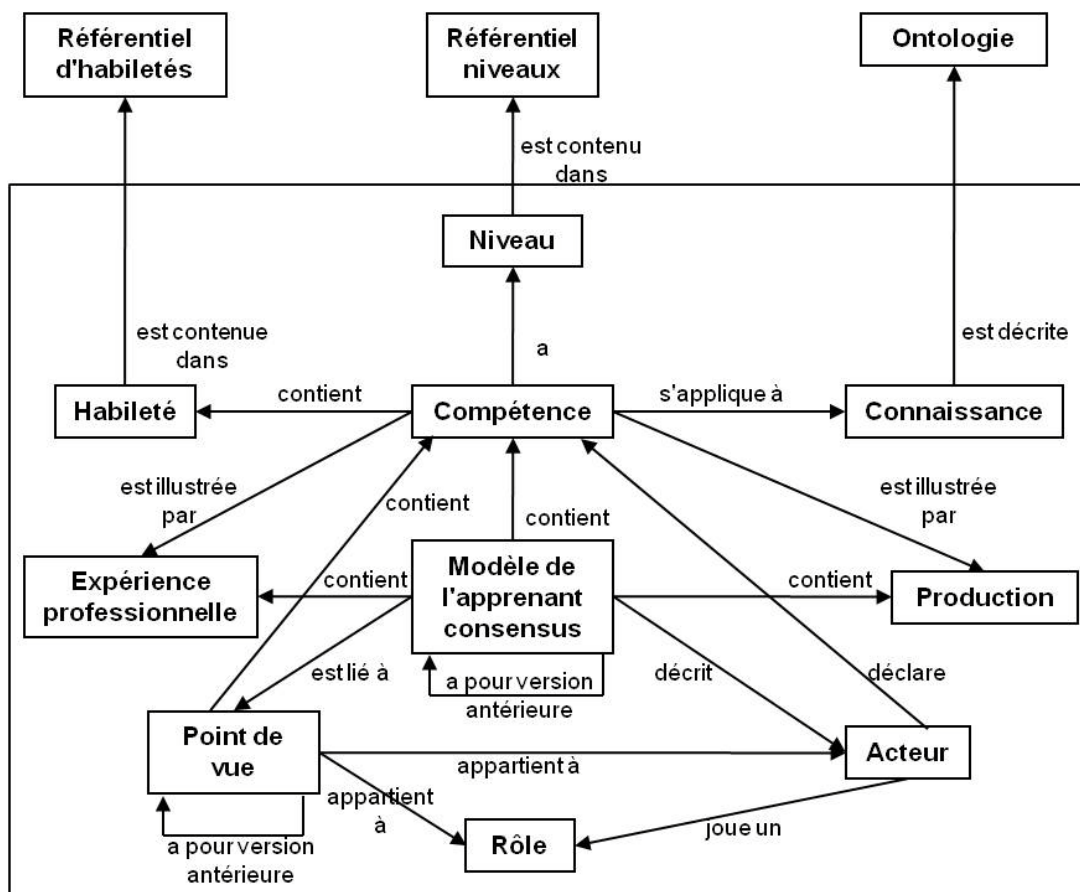 Référentiel
d'habiletés
Référentiel
niveaux
Ontologie
est contenu
dans
Niveau
est contenue
dans
a
est décrite
Habileté
contient
Compétence
s'applique à
Connaissance
est illustrée
par
contient
contient
est illustrée
par
Expérience
professionnelle
contient
Modèle de
l'apprenant
consensus
contient
Production
est lié à
a pour version
antérieure
décrit
déclare
Point de
vue
appartient à
Acteur
appartient
à
a pour version
antérieure
Rôle
joue un